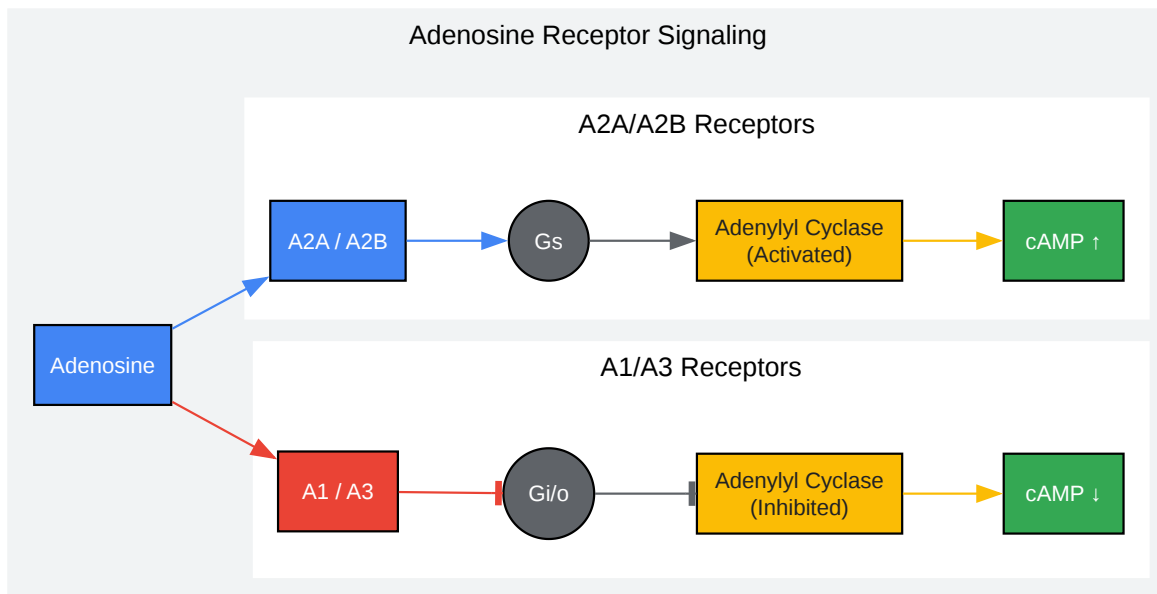 Adenosine Receptor Signaling
A2A/A2B Receptors
A2A / A2B
Gs
Adenylyl Cyclase
(Activated)
cAMP ↑
Adenosine
A1/A3 Receptors
A1 / A3
Gi/o
Adenylyl Cyclase
(Inhibited)
cAMP ↓